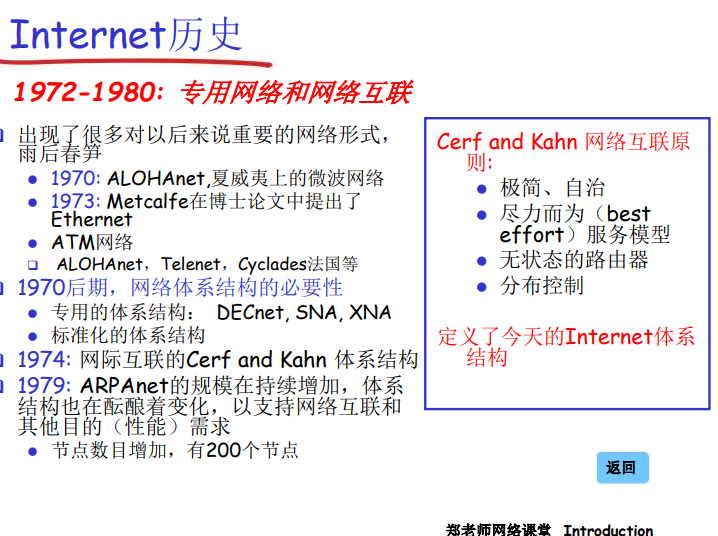 Internet历史
1972-1980: 专用网络和网络互联
出现了很多对以后来说重要的网络形式，
雨后春笋
1970: ALOHAnet,夏威夷上的微波网络
1973: Metcalfe在博士论文中提出了
Ethernet
ATM网络
ALOHAnet，Telenet，Cyclades法国等
1970后期，网络体系结构的必要性
专用的体系结构： DECnet, SNA, XNA
标准化的体系结构
1974: 网际互联的Cerf and Kahn 体系结构
1979: ARPAnet的规模在持续增加，体系
结构也在酝酿着变化，以支持网络互联和
其他目的（性能）需求
节点数目增加，有200个节点
Cerf and Kahn 网络互联原
则:
极简、自治
尽力而为（best
effort）服务模型
无状态的路由器
分布控制
定义了今天的Internet体系
结构
返回
郑老师网络课堂 Introduction